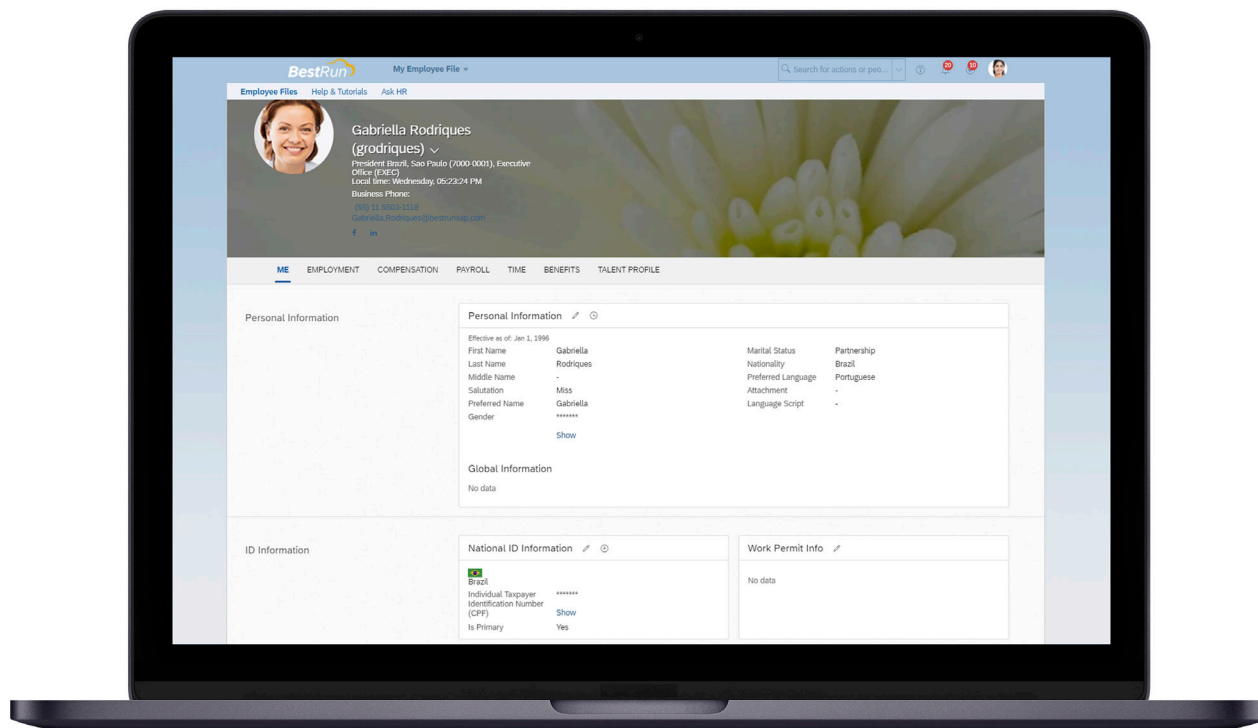 BestRun
My Employee File
Search for actions or peo...
20
10
Employee Files Help & Tutorials Ask HR
Gabriella Rodriques
(grodriques)
President Brazil, Sao Paulo (7000-0001), Executive
Office (EXEC)
Local time: Wednesday, 05:23:24 PM
Business Phone:
(55) 11 5503-1118
Gabriella.Rodriques@bestrunsap.com
f in
ME EMPLOYMENT COMPENSATION PAYROLL TIME BENEFITS TALENT PROFILE
Personal Information
Personal Information
Effective as of: Jan 1, 1996
First Name Gabriella
Last Name Rodriques
Middle Name -
Salutation Miss
Preferred Name Gabriella
Gender *******
Show
Marital Status Partnership
Nationality Brazil
Preferred Language Portuguese
Attachment -
Language Script -
Global Information
No data
ID Information
National ID Information
Brazil
Individual Taxpayer *******
Identification Number
(CPF) Show
Is Primary Yes
Work Permit Info
No data